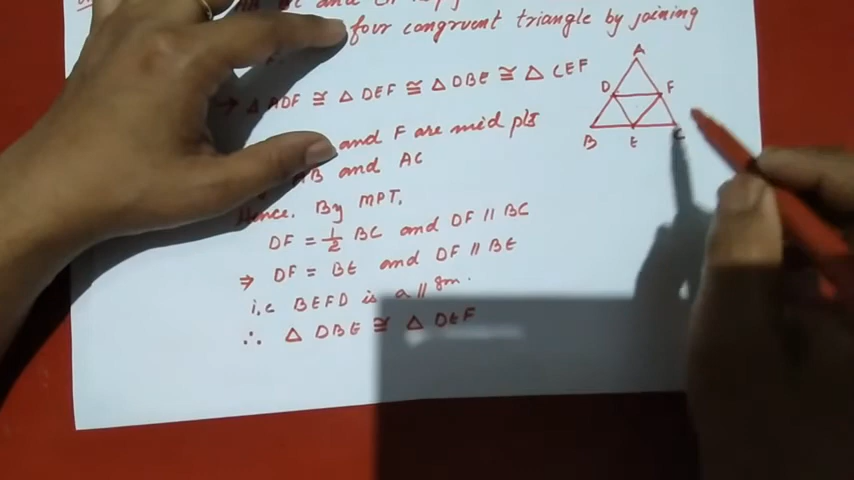 four congruent triangle by joining
△ ADF ≅ △ DEF ≅ △ DBE ≅ △ CEF
and F are mid pts
AB and AC
Hence. By MPT.
DF = 1/2 BC and DF // BC
⇒ DF = BE and DF // BE
i.e BEFD is a // gm.
∴ △ DBE ≅ △ DEF
A
D F
B E C